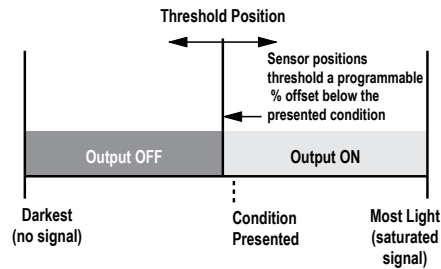 Threshold Position
Sensor positions
threshold a programmable
% offset below the
presented condition
Output OFF
Output ON
Darkest
(no signal)
Condition
Presented
Most Light
(saturated
signal)